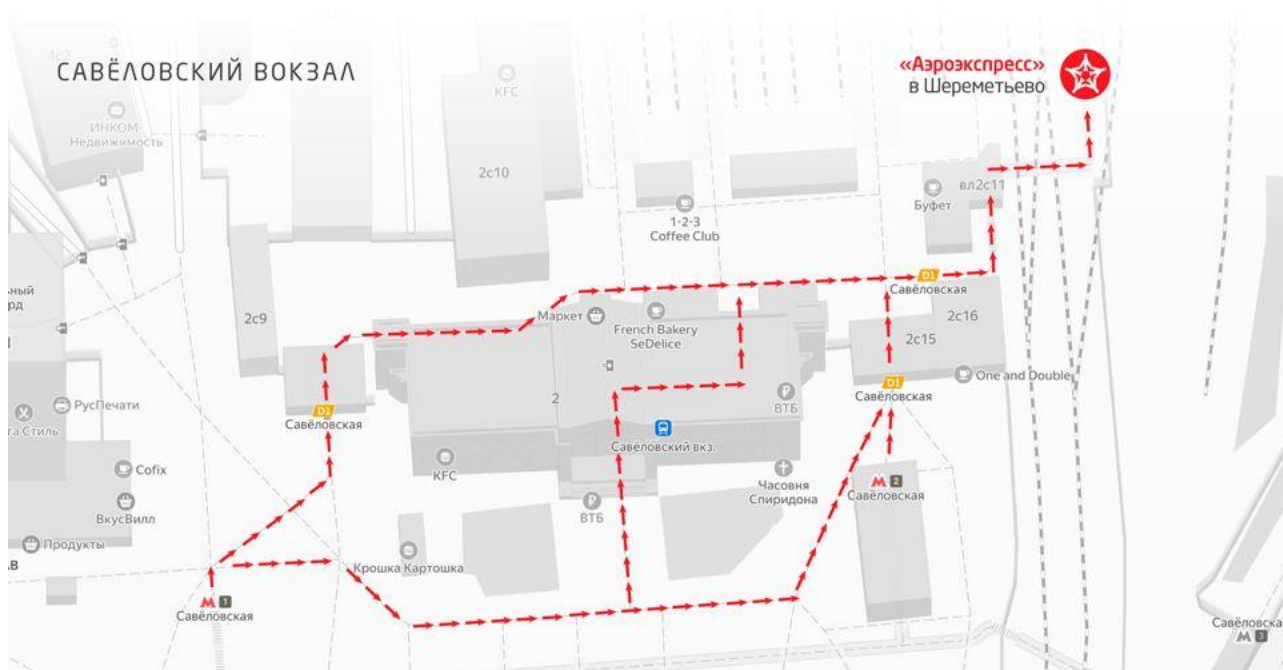 САВЁЛОВСКИЙ ВОКЗАЛ
«Аэроэкспресс»
в Шереметьево
4с2
KFC
ИНКОМ-
Недвижимость
2с10
вл2с11
Буфет
1-2-3
Coffee Club
D1
Савёловская
2с9
Маркет
French Bakery
SeDelice
2с16
2с15
One and Double
D1
Савёловская
2
ВТБ
РусПечати
D1
Савёловская
Савёловский вкз.
KFC
Cofix
ВкусВилл
ВТБ
Часовня
Спиридона
М 2
Савёловская
Продукты
Крошка Картошка
М 1
Савёловская
М 3